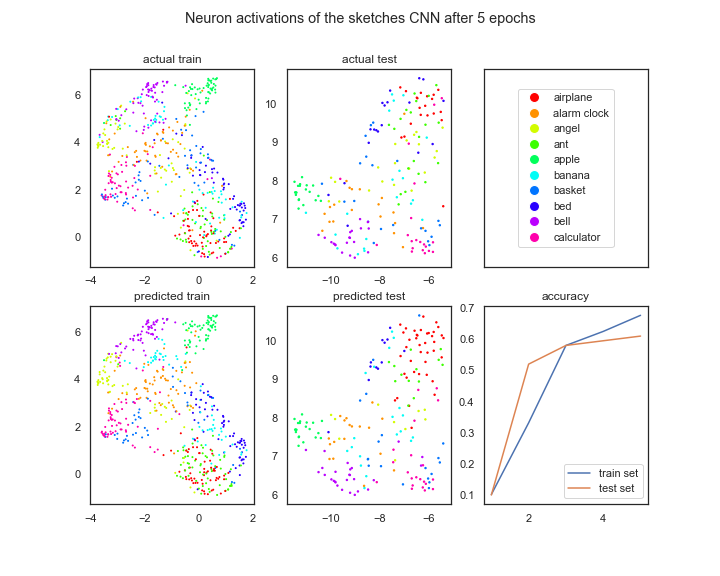 Neuron activations of the sketches CNN after 5 epochs
actual train
6
4
2
0
−4 −2 0 2
actual test
10
9
8
7
6
−10 −8 −6
airplane
alarm clock
angel
ant
apple
banana
basket
bed
bell
calculator
predicted train
6
4
2
0
−4 −2 0 2
predicted test
10
9
8
7
6
−10 −8 −6
accuracy
0.7
0.6
0.5
0.4
0.3
0.2
0.1
train set
test set
2 4